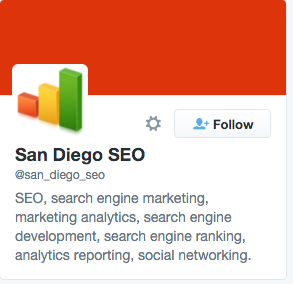 Follow
San Diego SEO
@san_diego_seo
SEO, search engine marketing,
marketing analytics, search engine
development, search engine ranking,
analytics reporting, social networking.